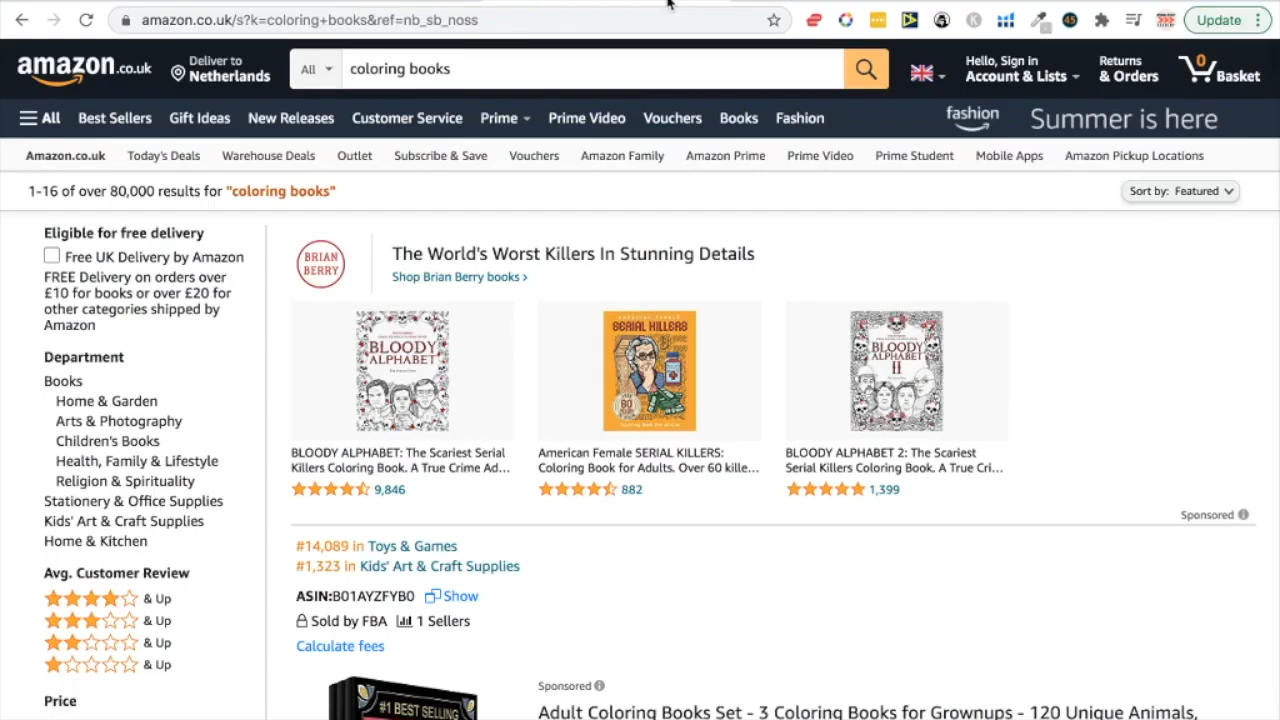 amazon.co.uk/s?k=coloring+books&ref=nb_sb_noss
45
Update
amazon.co.uk
Deliver to
Netherlands
All
coloring books
Hello, Sign in
Account & Lists
Returns
& Orders
0
Basket
All
Best Sellers
Gift Ideas
New Releases
Customer Service
Prime
Prime Video
Vouchers
Books
Fashion
fashion
Summer is here
Amazon.co.uk
Today's Deals
Warehouse Deals
Outlet
Subscribe & Save
Vouchers
Amazon Family
Amazon Prime
Prime Video
Prime Student
Mobile Apps
Amazon Pickup Locations
1-16 of over 80,000 results for "coloring books"
Sort by: Featured
Eligible for free delivery
Free UK Delivery by Amazon
FREE Delivery on orders over
£10 for books or over £20 for
other categories shipped by
Amazon
Department
Books
Home & Garden
Arts & Photography
Children's Books
Health, Family & Lifestyle
Religion & Spirituality
Stationery & Office Supplies
Kids' Art & Craft Supplies
Home & Kitchen
Avg. Customer Review
& Up
& Up
& Up
& Up
Price
BRIAN
BERRY
The World's Worst Killers In Stunning Details
Shop Brian Berry books ›
BLOODY
ALPHABET
SERIAL KILLERS
BLOODY
ALPHABET
II
BLOODY ALPHABET: The Scariest Serial
Killers Coloring Book. A True Crime Ad...
9,846
American Female SERIAL KILLERS:
Coloring Book for Adults. Over 60 kille...
882
BLOODY ALPHABET 2: The Scariest
Serial Killers Coloring Book. A True Cri...
1,399
Sponsored
#14,089 in Toys & Games
#1,323 in Kids' Art & Craft Supplies
ASIN:B01AYZFYB0 Show
Sold by FBA 1 Sellers
Calculate fees
#1 BEST SELLING
Sponsored
Adult Coloring Books Set - 3 Coloring Books for Grownups - 120 Unique Animals,